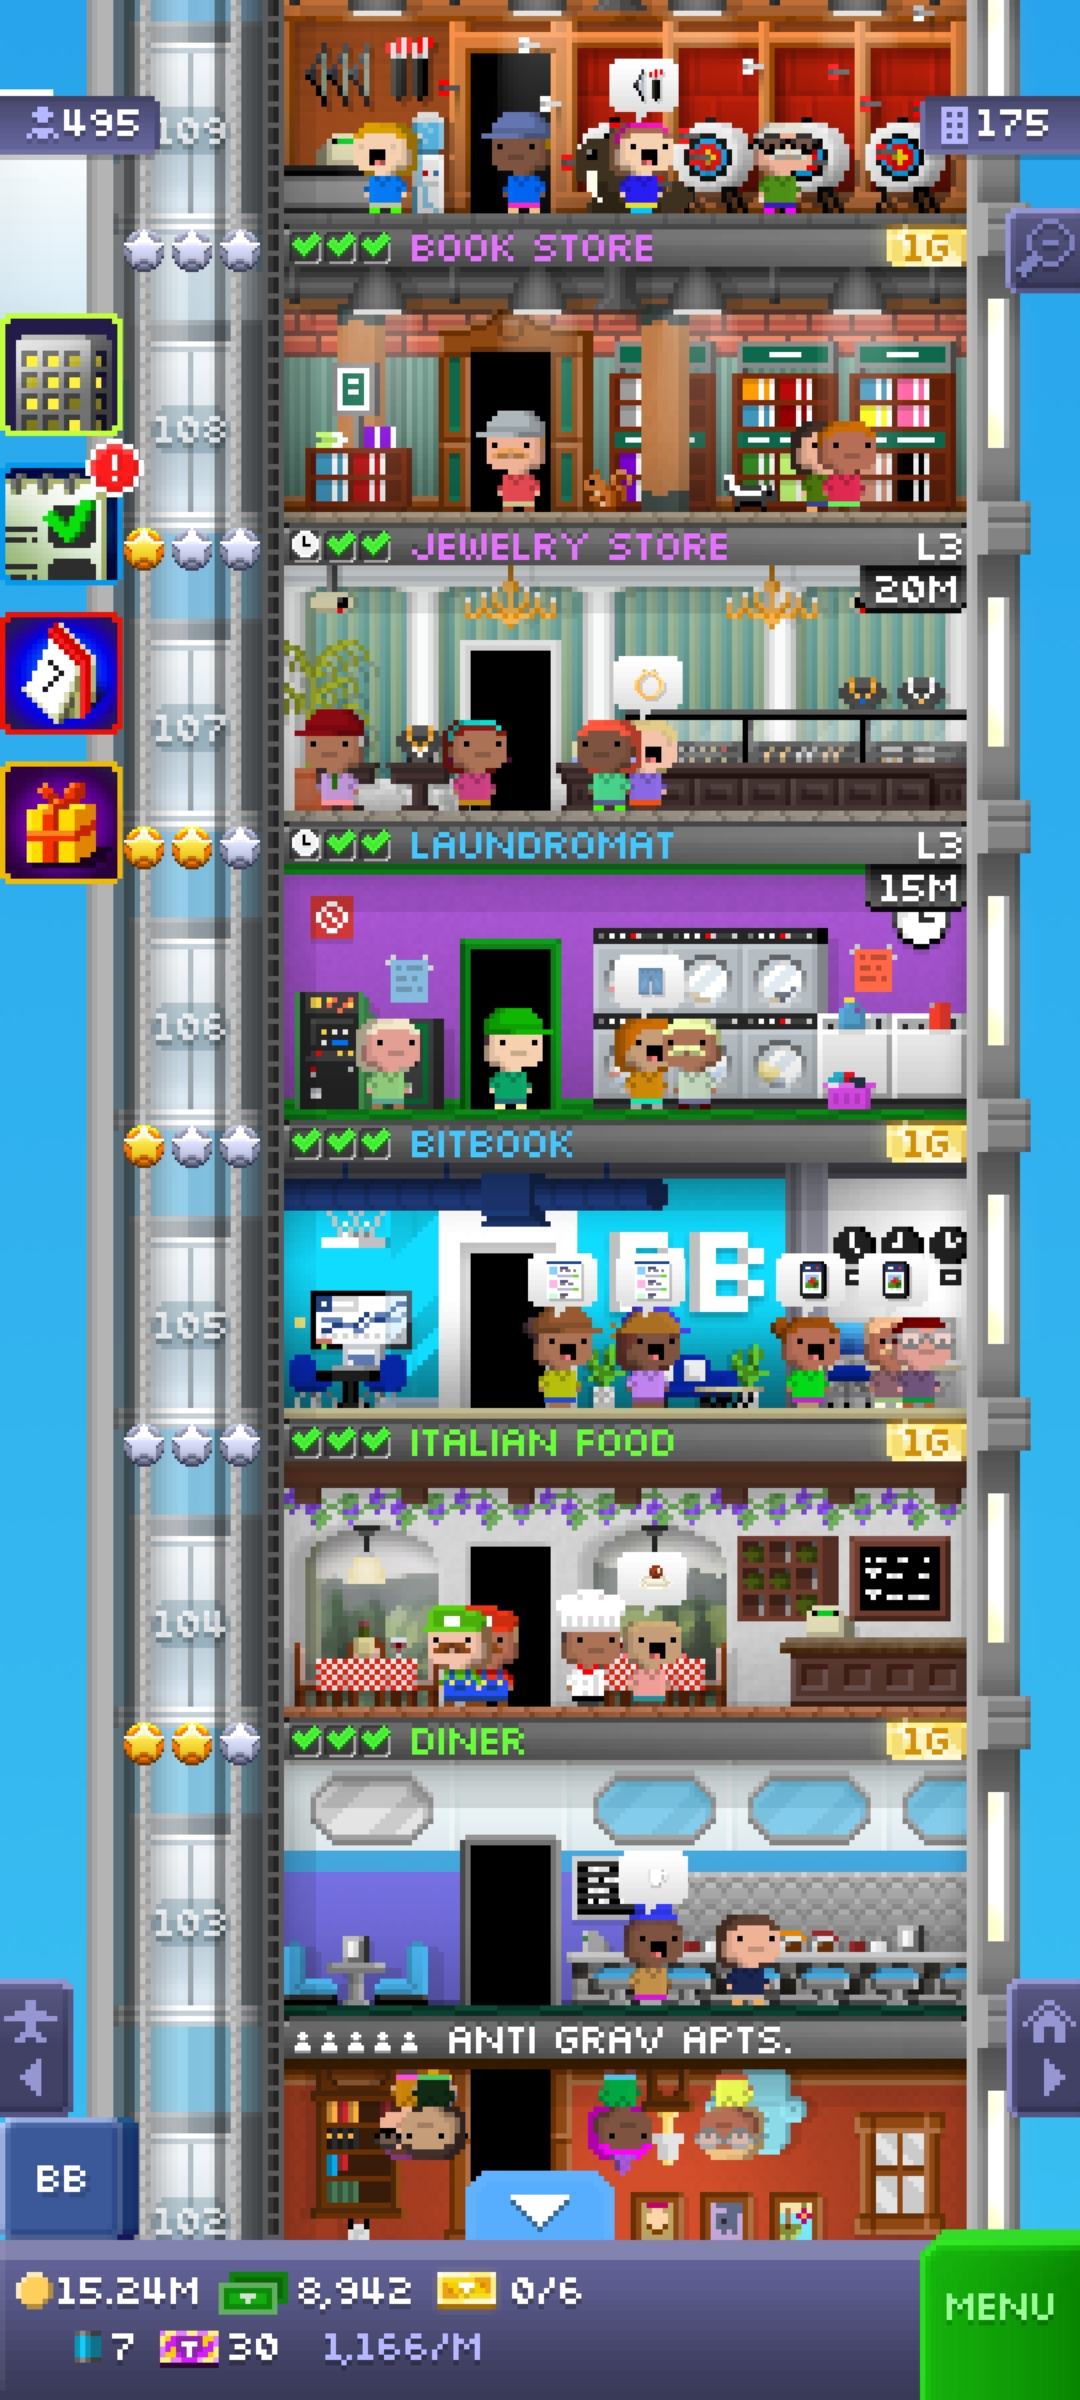 495
109
175
BOOK STORE
1G
108
JEWELRY STORE
L3
20M
107
LAUNDROMAT
L3
15M
106
BITBOOK
1G
B
105
ITALIAN FOOD
1G
104
DINER
1G
103
ANTI GRAV APTS.
BB
102
15.24M
8,942
0/6
7
30
1,166/M
MENU